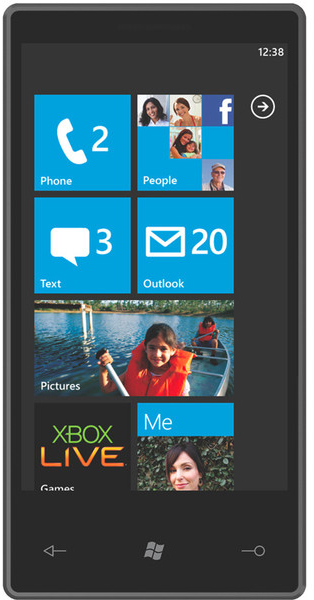 12:38
2
Phone
f
People
3
Text
20
Outlook
Pictures
XBOX
LIVE
Games
Me